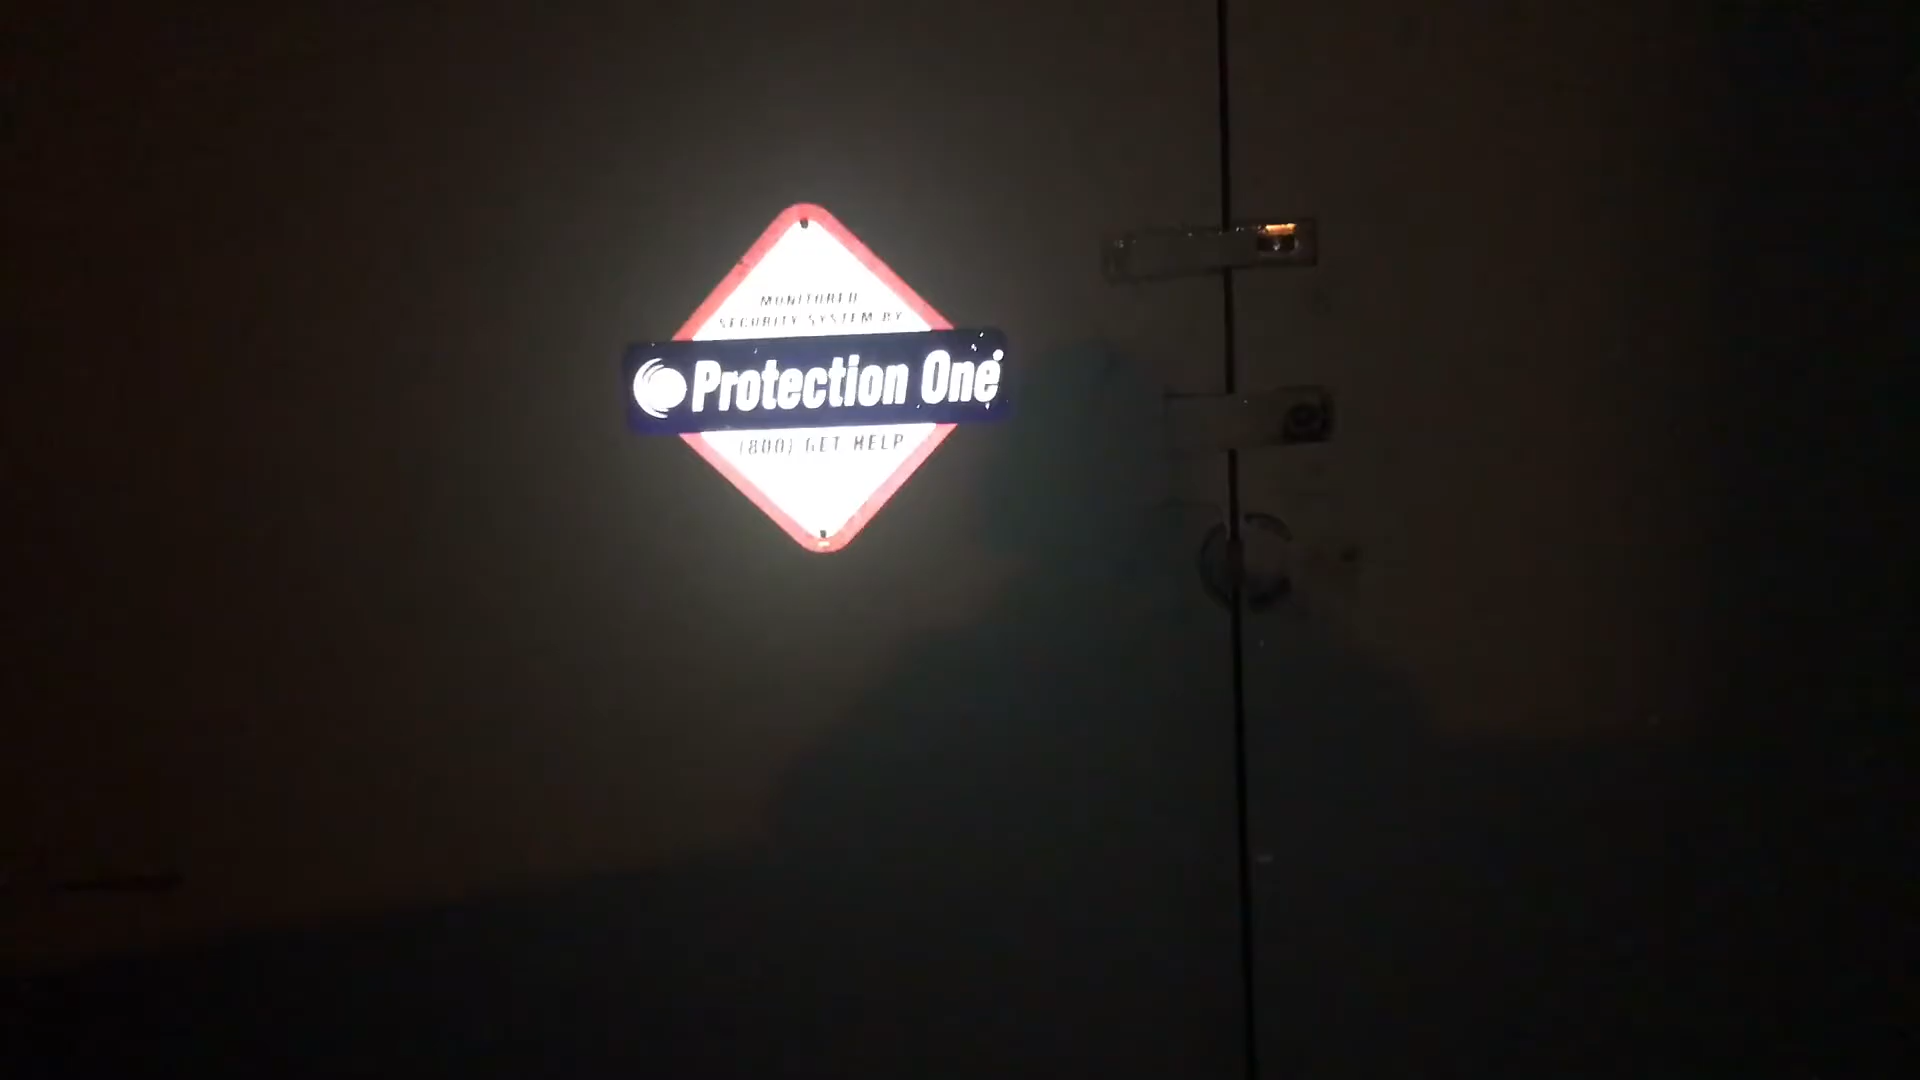 MONITORED
SECURITY SYSTEM BY
Protection One
(800) GET HELP